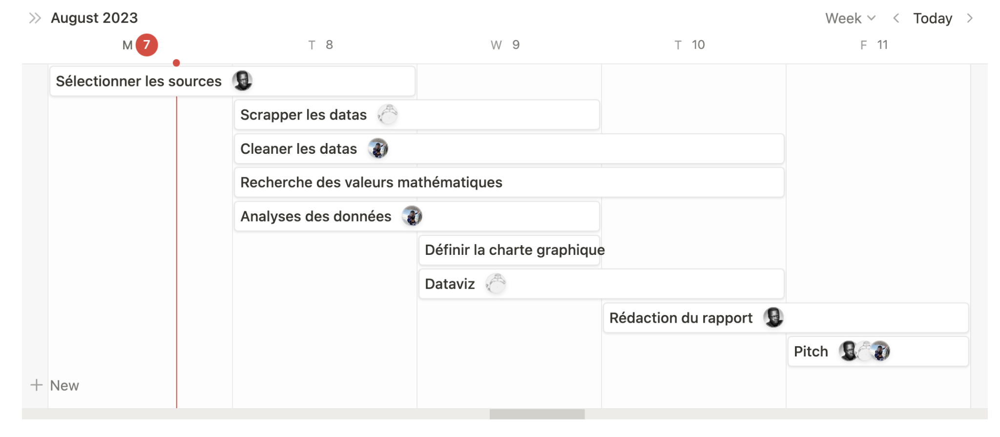 August 2023
Week
Today
M 7
T 8
W 9
T 10
F 11
Sélectionner les sources
Scrapper les datas
Cleaner les datas
Recherche des valeurs mathématiques
Analyses des données
Définir la charte graphique
Dataviz
Rédaction du rapport
Pitch
New